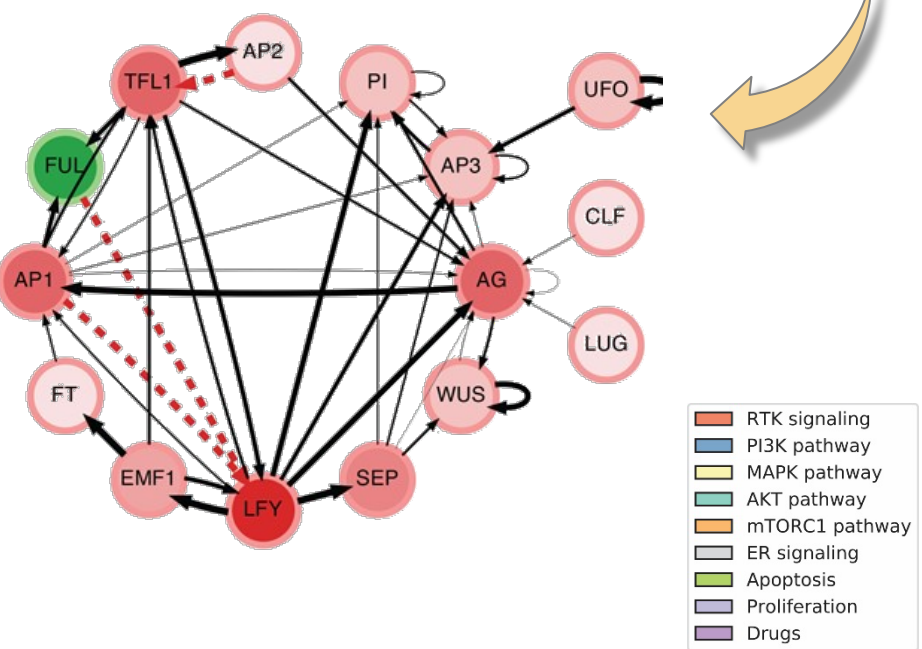 AP2
TFL1
PI
UFO
FUL
AP3
CLF
AP1
AG
LUG
FT
WUS
EMF1
SEP
LFY
RTK signaling
PI3K pathway
MAPK pathway
AKT pathway
mTORC1 pathway
ER signaling
Apoptosis
Proliferation
Drugs